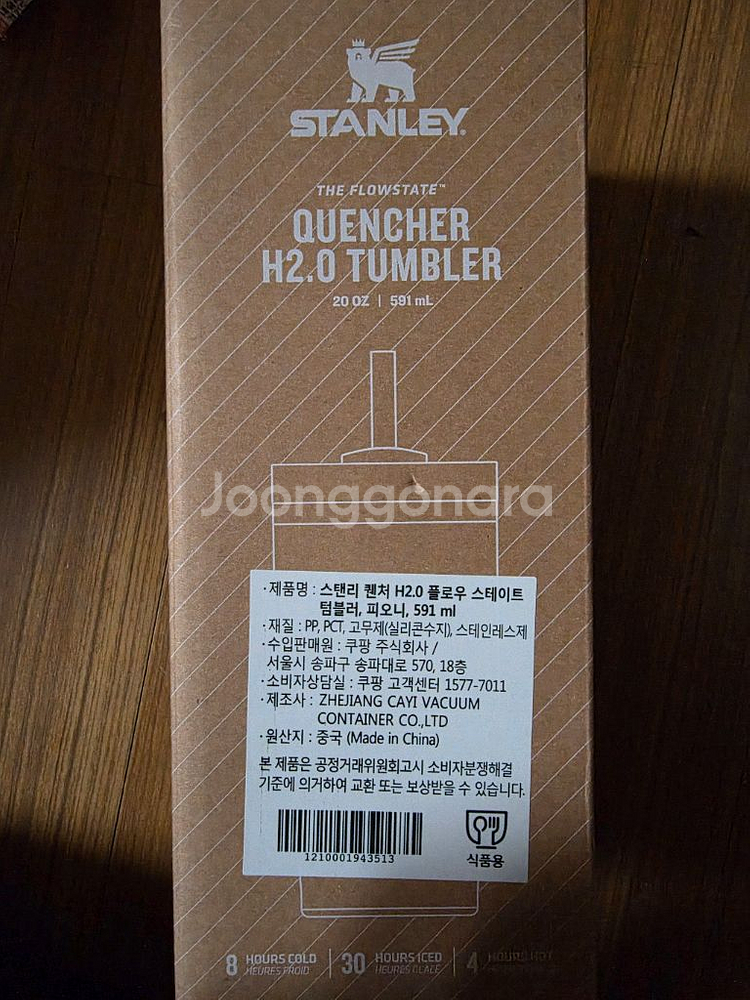 STANLEY.
THE FLOWSTATE™
QUENCHER
H2.0 TUMBLER
20 OZ | 591 mL
Joonggonara
·제품명 : 스탠리 퀜처 H2.0 플로우 스테이트
텀블러, 피오니, 591 ml
·재질 : PP, PCT, 고무제(실리콘수지), 스테인레스제
·수입판매원 : 쿠팡 주식회사 /
서울시 송파구 송파대로 570, 18층
·소비자상담실 : 쿠팡 고객센터 1577-7011
·제조사 : ZHEJIANG CAYI VACUUM
CONTAINER CO.,LTD
·원산지 : 중국 (Made in China)
본 제품은 공정거래위원회고시 소비자분쟁해결
기준에 의거하여 교환 또는 보상받을 수 있습니다.
1210001943513
식품용
8 HOURS COLD | 30 HOURS ICED | 4 HOURS HOT
HEURES FROID HEURES GLACÉ